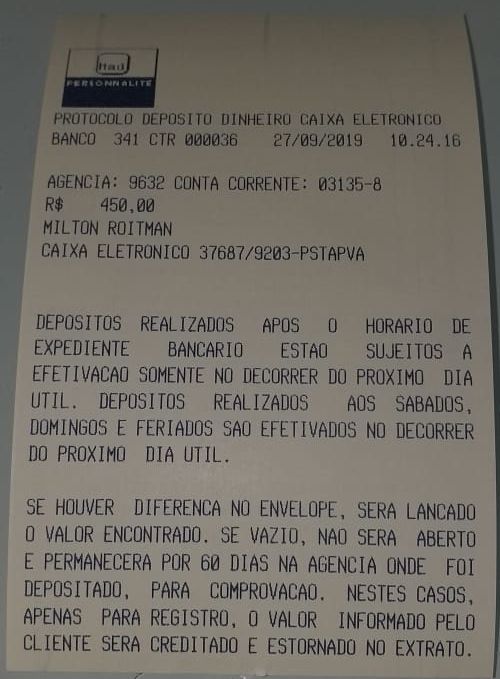 Itaú
PERSONNALITÉ
PROTOCOLO DEPOSITO DINHEIRO CAIXA ELETRONICO
BANCO 341 CTR 000036 27/09/2019 10.24.16
AGENCIA: 9632 CONTA CORRENTE: 03135-8
R$ 450,00
MILTON ROITMAN
CAIXA ELETRONICO 37687/9203-PSTAPVA
DEPOSITOS REALIZADOS APOS O HORARIO DE
EXPEDIENTE BANCARIO ESTAO SUJEITOS A
EFETIVACAO SOMENTE NO DECORRER DO PROXIMO DIA
UTIL. DEPOSITOS REALIZADOS AOS SABADOS,
DOMINGOS E FERIADOS SAO EFETIVADOS NO DECORRER
DO PROXIMO DIA UTIL.
SE HOUVER DIFERENCA NO ENVELOPE, SERA LANCADO
O VALOR ENCONTRADO. SE VAZIO, NAO SERA ABERTO
E PERMANECERA POR 60 DIAS NA AGENCIA ONDE FOI
DEPOSITADO, PARA COMPROVACAO. NESTES CASOS,
APENAS PARA REGISTRO, O VALOR INFORMADO PELO
CLIENTE SERA CREDITADO E ESTORNADO NO EXTRATO.